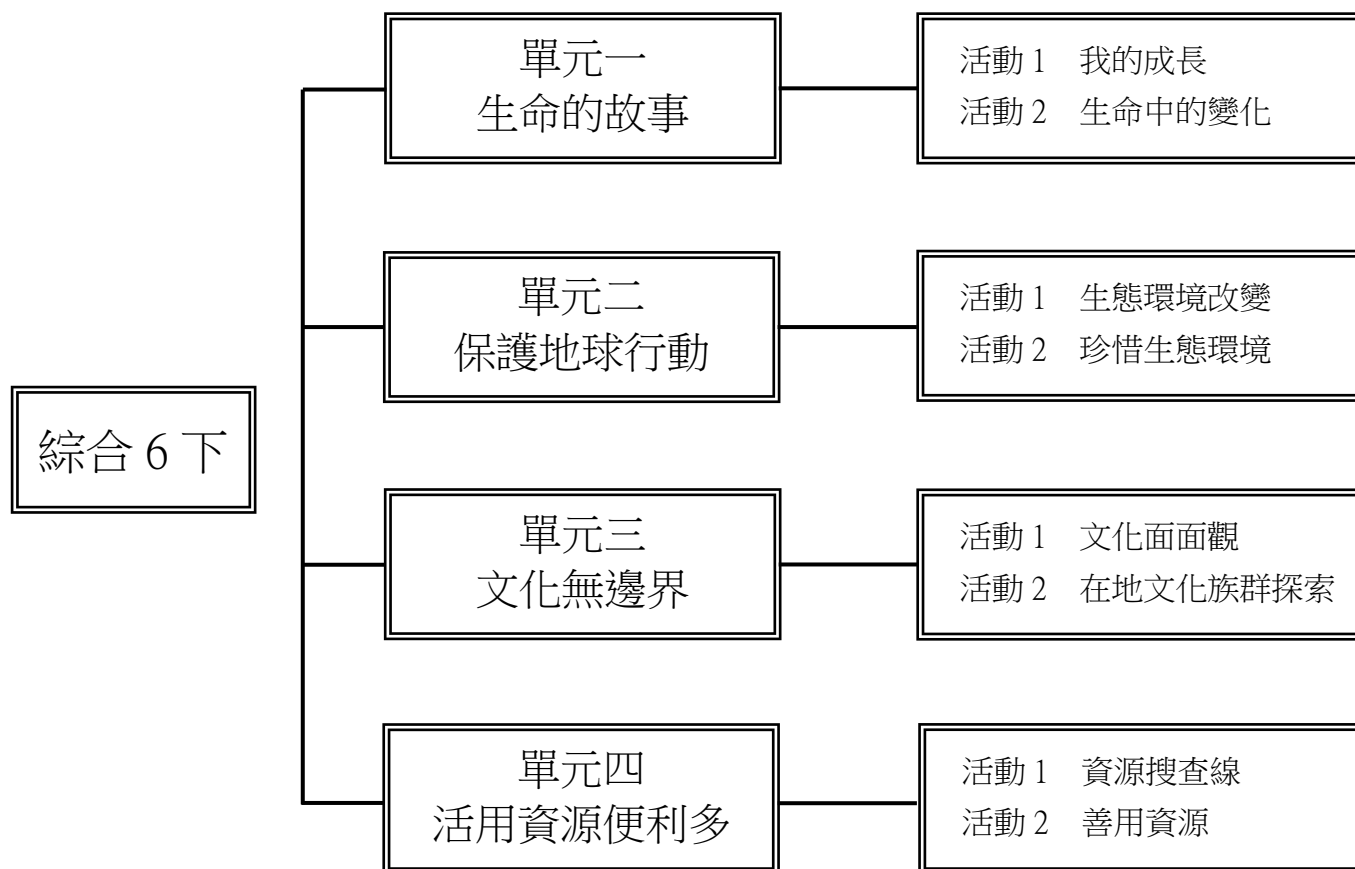 綜合 6 下
單元一
生命的故事
活動 1 我的成長
活動 2 生命中的變化
單元二
保護地球行動
活動 1 生態環境改變
活動 2 珍惜生態環境
單元三
文化無邊界
活動 1 文化面面觀
活動 2 在地文化族群探索
單元四
活用資源便利多
活動 1 資源搜查線
活動 2 善用資源